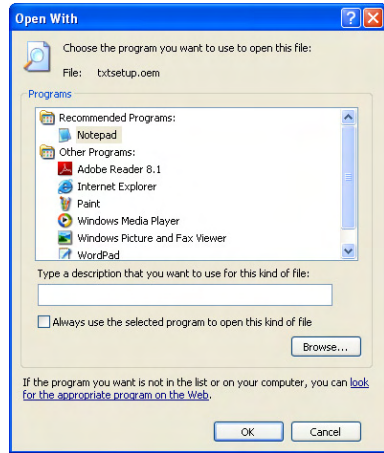 Open With
Choose the program you want to use to open this file:
File: txtsetup.oem
Programs
Recommended Programs:
Notepad
Other Programs:
Adobe Reader 8.1
Internet Explorer
Paint
Windows Media Player
Windows Picture and Fax Viewer
WordPad
Type a description that you want to use for this kind of file:
Always use the selected program to open this kind of file
Browse...
If the program you want is not in the list or on your computer, you can look
for the appropriate program on the Web.
OK Cancel